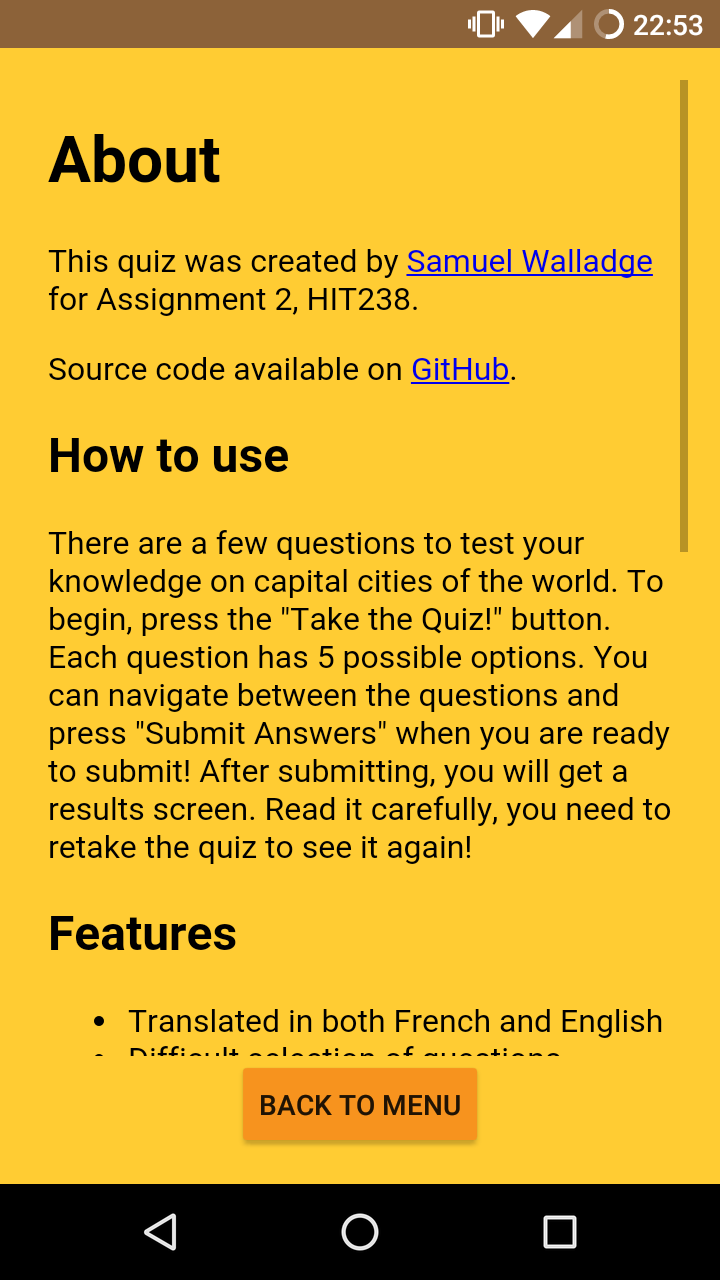 22:53
About
This quiz was created by Samuel Walladge
for Assignment 2, HIT238.
Source code available on GitHub.
How to use
There are a few questions to test your
knowledge on capital cities of the world. To
begin, press the "Take the Quiz!" button.
Each question has 5 possible options. You
can navigate between the questions and
press "Submit Answers" when you are ready
to submit! After submitting, you will get a
results screen. Read it carefully, you need to
retake the quiz to see it again!
Features
• Translated in both French and English
• Difficult selection of questions
BACK TO MENU